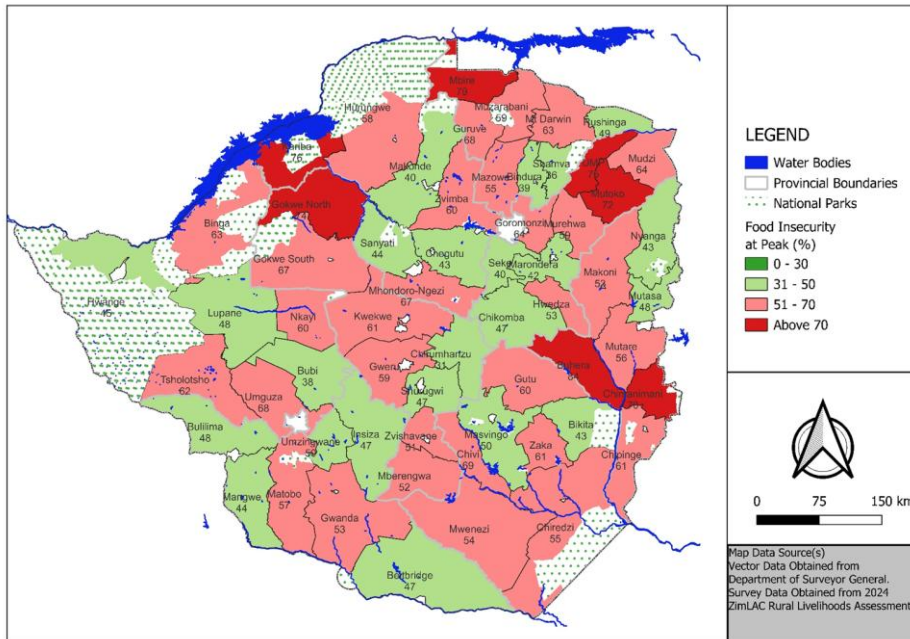 Mbire
79
Hurungwe
58
Muzarabani
69
Guruve
68
Mt Darwin
63
Rushinga
49
Kariba
76
Makonde
40
Shamva
Bindura
39
UMP
Mudzi
64
Mazowe
55
Mutoko
72
Zvimba
60
Gokwe North
Binga
63
Goromonzi
64
Murehwa
Nyanga
43
Sanyati
44
Chegutu
43
Seke
40
Marondera
42
Gokwe South
67
Makoni
53
Mhondoro-Ngezi
67
Mutasa
48
Hwange
45
Hwedza
53
Lupane
48
Nkayi
60
Kwekwe
61
Chikomba
47
Mutare
56
Chirumhanzu
Buhera
Bubi
38
Gweru
59
Gutu
60
Tsholotsho
62
Umguza
68
Shurugwi
47
Chimanimani
Bikita
43
Bulilima
48
Umzingwane
Insiza
47
Zvishavane
51
Masvingo
50
Zaka
61
Chivi
69
Chipinge
61
Mberengwa
52
Mangwe
44
Matobo
57
Gwanda
53
Mwenezi
54
Chiredzi
55
Beitbridge
47
LEGEND
Water Bodies
Provincial Boundaries
National Parks
Food Insecurity
at Peak (%)
0 - 30
31 - 50
51 - 70
Above 70
0 75 150 km
Map Data Source(s)
Vector Data Obtained from
Department of Surveyor General.
Survey Data Obtained from 2024
ZimLAC Rural Livelihoods Assessment